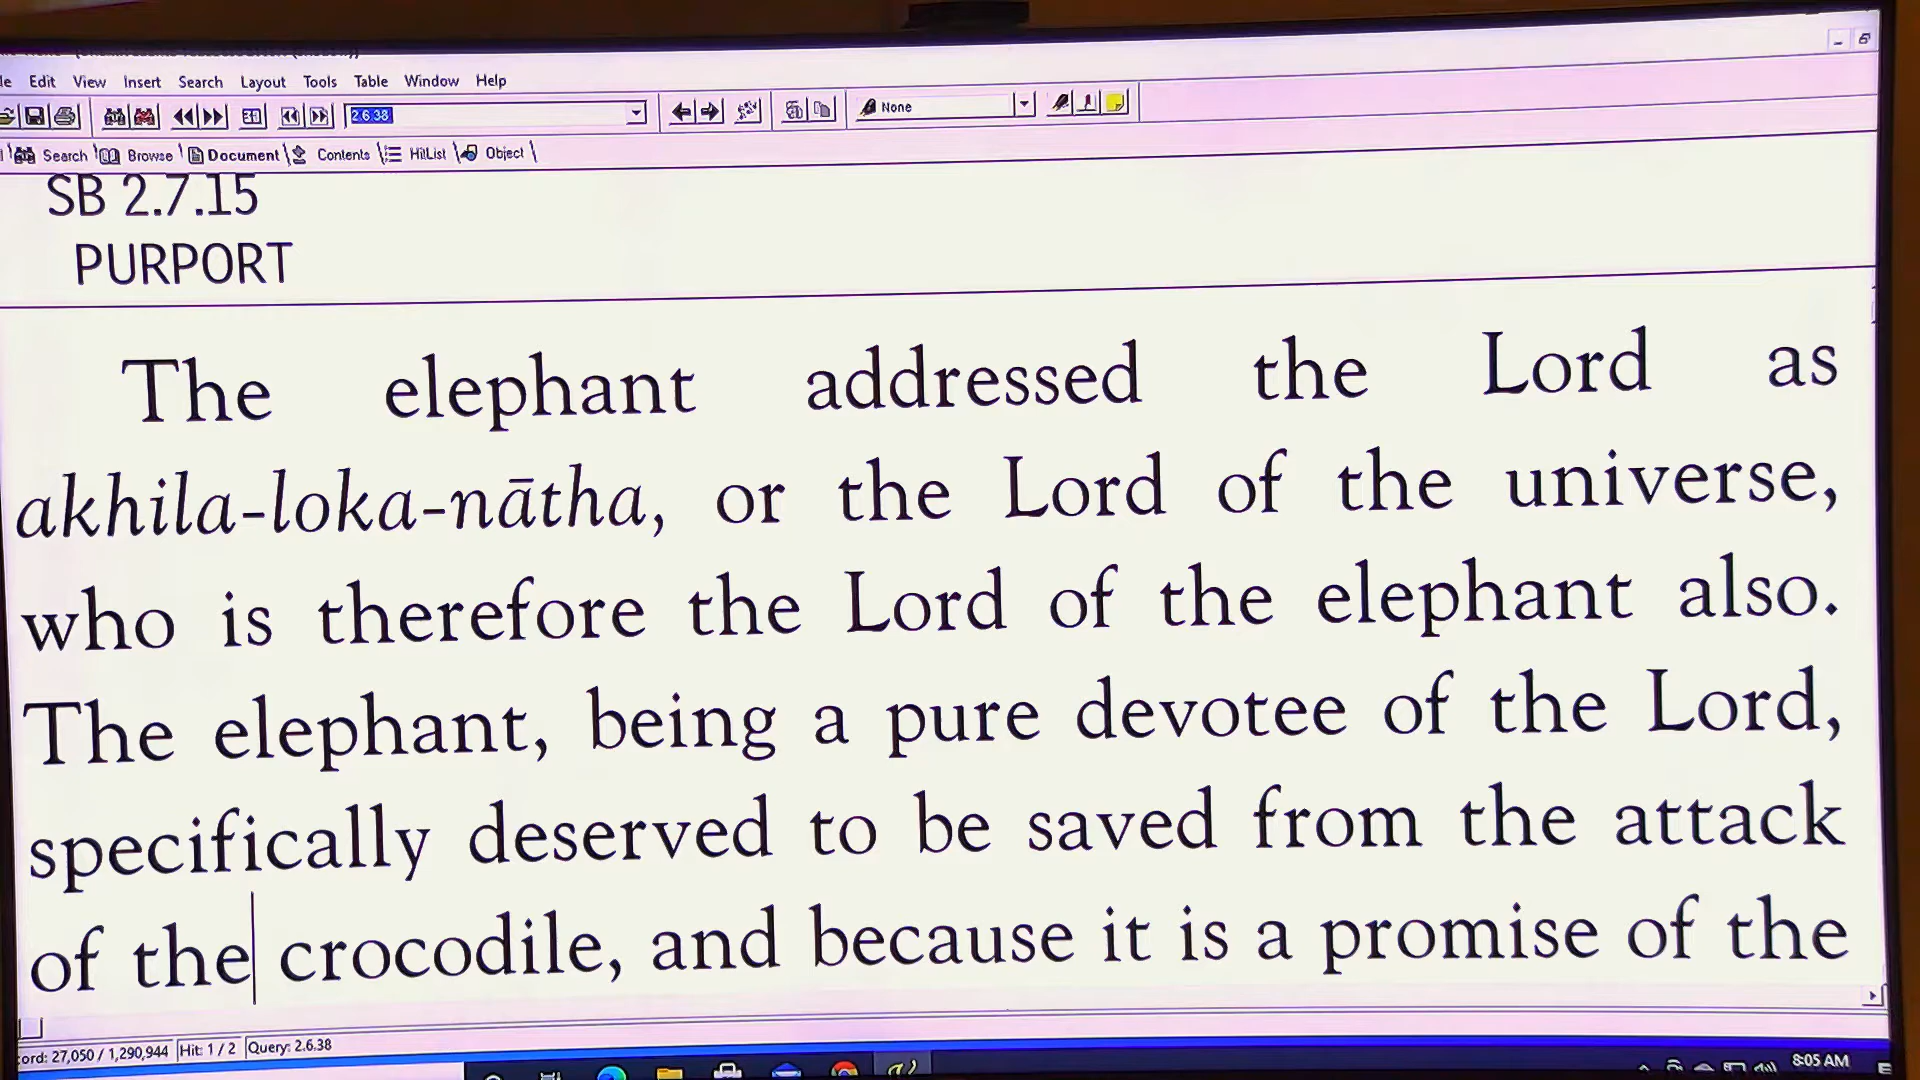 Edit View Insert Search Layout Tools Table Window Help
2.6.38
None
Search Browse Document Contents HitList Object
SB 2.7.15
PURPORT
The elephant addressed the Lord as
akhila-loka-nātha, or the Lord of the universe,
who is therefore the Lord of the elephant also.
The elephant, being a pure devotee of the Lord,
specifically deserved to be saved from the attack
of the crocodile, and because it is a promise of the
ord: 27,050 / 1,290,944 Hit: 1 / 2 Query: 2.6.38
8:05 AM